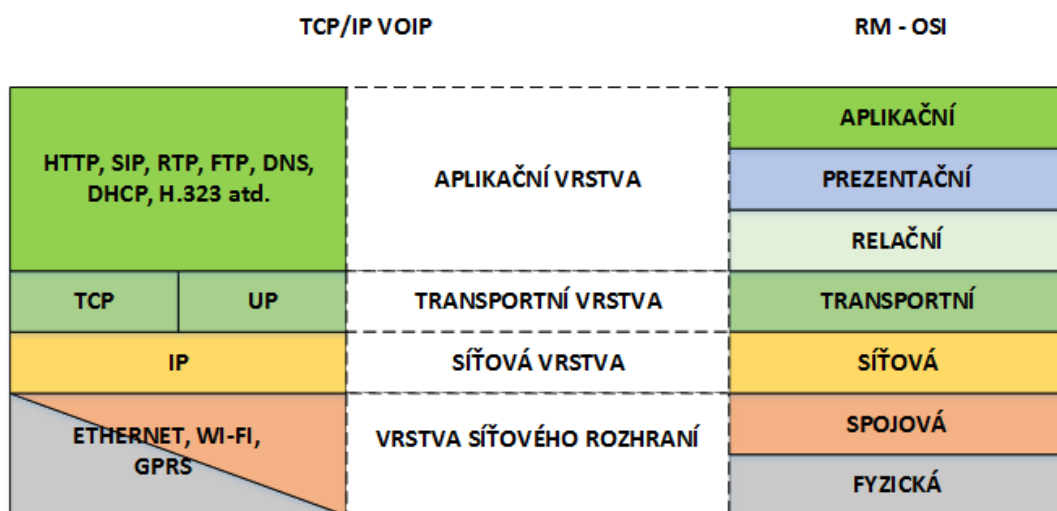 TCP/IP VOIP
RM - OSI
HTTP, SIP, RTP, FTP, DNS,
DHCP, H.323 atd.
APLIKAČNÍ VRSTVA
APLIKAČNÍ
PREZENTAČNÍ
RELAČNÍ
TCP
UP
TRANSPORTNÍ VRSTVA
TRANSPORTNÍ
IP
SÍŤOVÁ VRSTVA
SÍŤOVÁ
ETHERNET, WI-FI,
GPRS
VRSTVA SÍŤOVÉHO ROZHRANÍ
SPOJOVÁ
FYZICKÁ